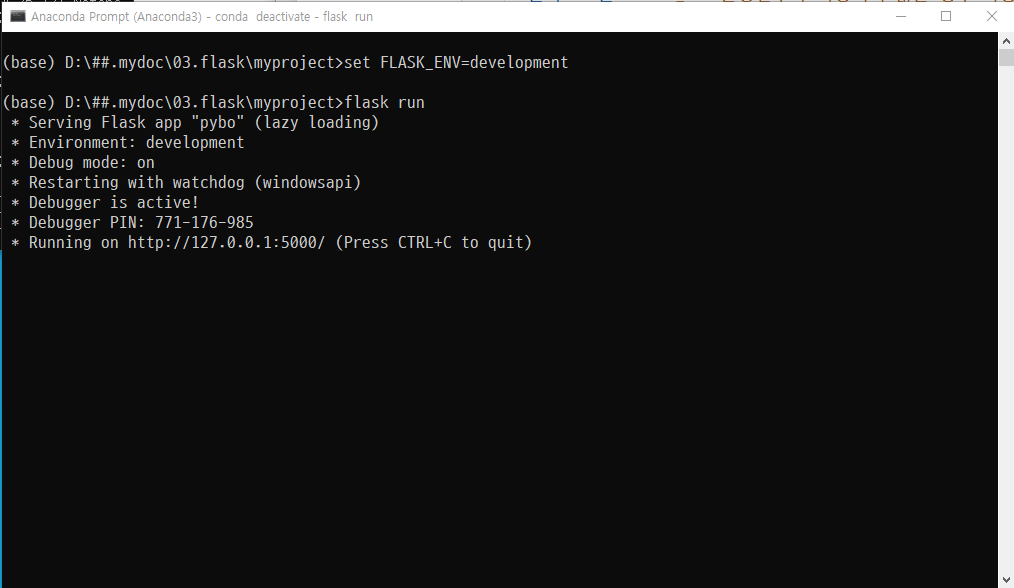 Anaconda Prompt (Anaconda3) - conda  deactivate - flask  run
(base) D:\##.mydoc\03.flask\myproject>set FLASK_ENV=development
(base) D:\##.mydoc\03.flask\myproject>flask run
* Serving Flask app "pybo" (lazy loading)
* Environment: development
* Debug mode: on
* Restarting with watchdog (windowsapi)
* Debugger is active!
* Debugger PIN: 771-176-985
* Running on http://127.0.0.1:5000/ (Press CTRL+C to quit)